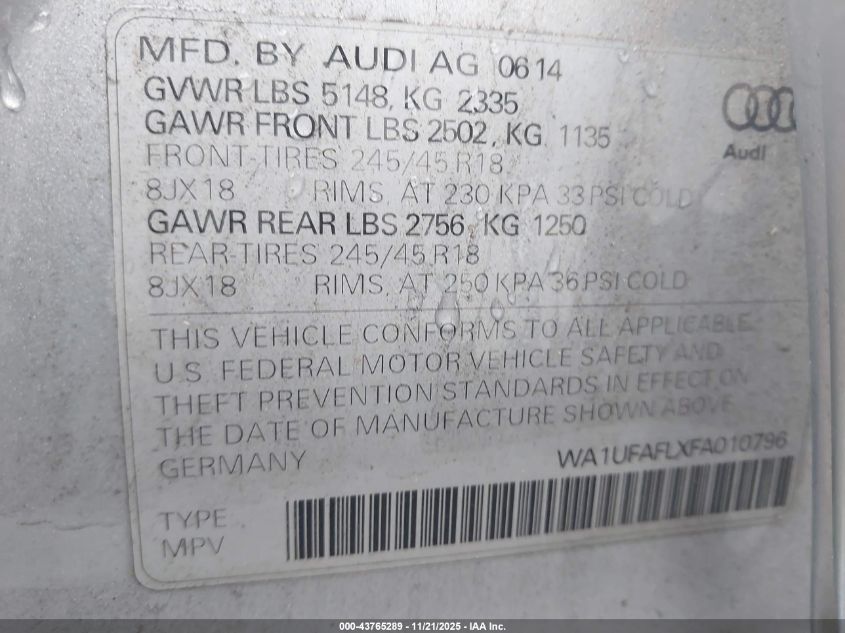 MFD. BY AUDI AG 0614
GVWR LBS 5148, KG 2335
GAWR FRONT LBS 2502, KG 1135
FRONT-TIRES 245/45 R18
8JX18 RIMS, AT 230 KPA 33 PSI COLD
GAWR REAR LBS 2756, KG 1250
REAR-TIRES 245/45 R18
8JX18 RIMS, AT 250 KPA 36 PSI COLD
Audi
THIS VEHICLE CONFORMS TO ALL APPLICABLE
U.S. FEDERAL MOTOR VEHICLE SAFETY AND
THEFT PREVENTION STANDARDS IN EFFECT ON
THE DATE OF MANUFACTURE SHOWN ABOVE
GERMANY WA1UFAFLXFA010796
TYPE
MPV
000-43765289 - 11/21/2025 - IAA Inc.